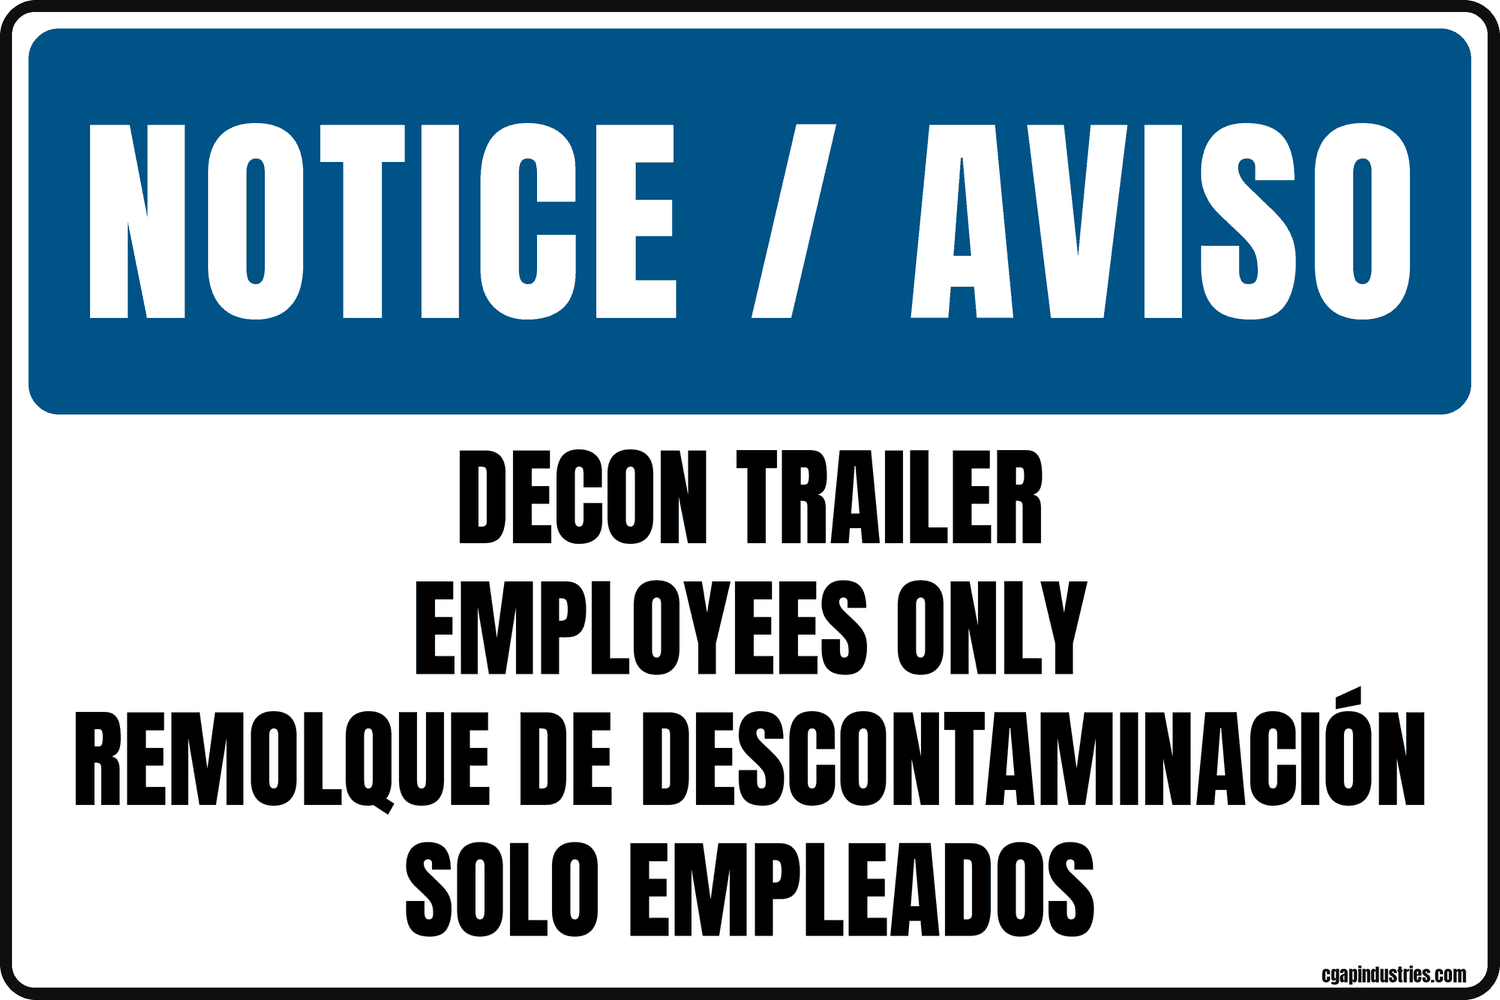 NOTICE / AVISO
DECON TRAILER
EMPLOYEES ONLY
REMOLQUE DE DESCONTAMINACIÓN
SOLO EMPLEADOS
cgapindustries.com